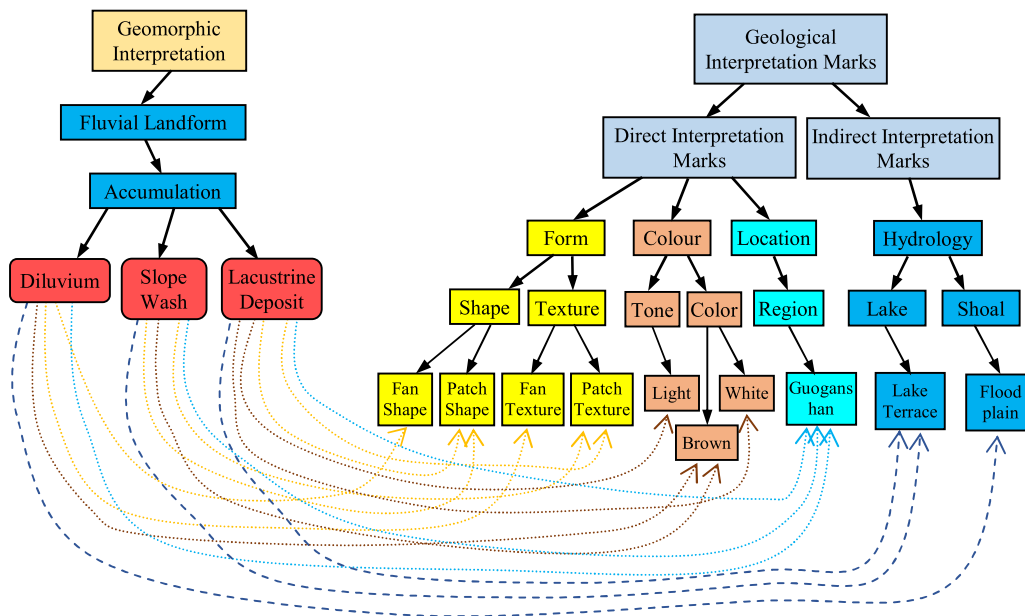 Geomorphic
Interpretation
Geological
Interpretation Marks
Fluvial Landform
Direct Interpretation
Marks
Indirect Interpretation
Marks
Accumulation
Form
Colour
Location
Hydrology
Diluvium
Slope
Wash
Lacustrine
Deposit
Shape
Texture
Tone
Color
Region
Lake
Shoal
Fan
Shape
Patch
Shape
Fan
Texture
Patch
Texture
Light
White
Guogans
han
Lake
Terrace
Flood
plain
Brown